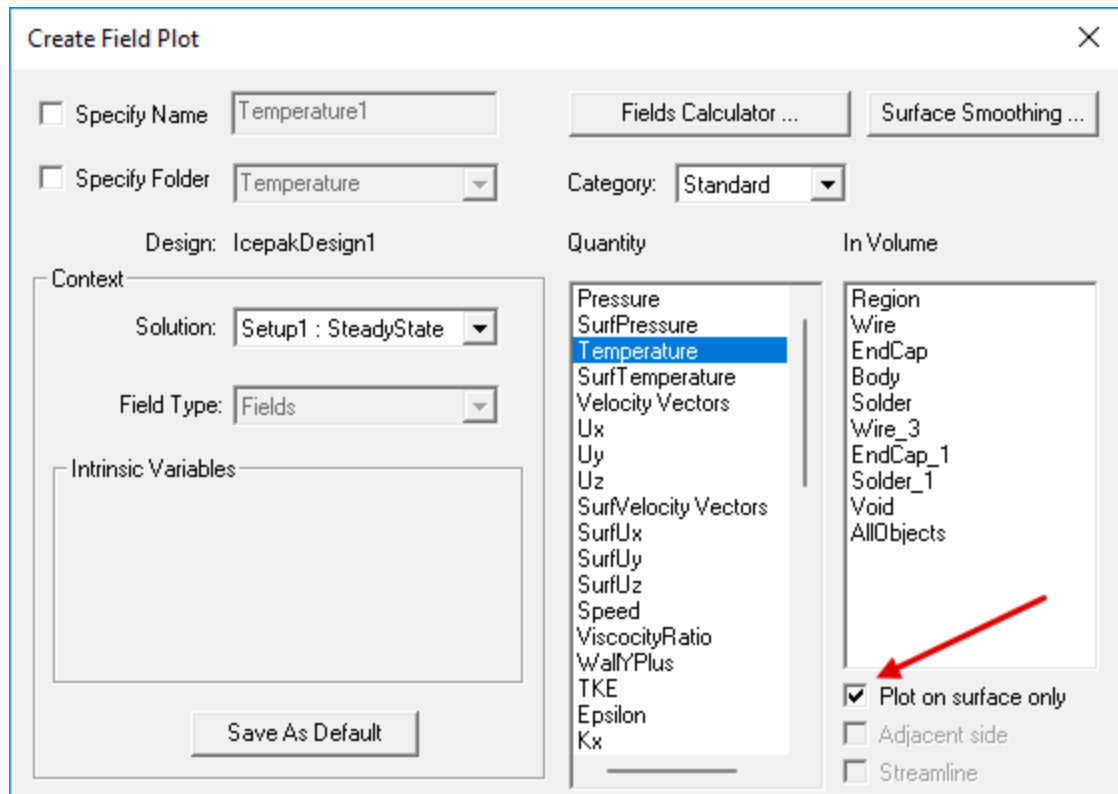 Create Field Plot
Specify Name
Temperature1
Fields Calculator ...
Surface Smoothing ...
Specify Folder
Temperature
Category:
Standard
Design:
IcepakDesign1
Quantity
In Volume
Context
Solution:
Setup1 : SteadyState
Field Type:
Fields
Intrinsic Variables
Save As Default
Pressure
SurfPressure
Temperature
SurfTemperature
Velocity Vectors
Ux
Uy
Uz
SurfVelocity Vectors
SurfUx
SurfUy
SurfUz
Speed
ViscocityRatio
WallYPlus
TKE
Epsilon
Kx
Region
Wire
EndCap
Body
Solder
Wire_3
EndCap_1
Solder_1
Void
AllObjects
Plot on surface only
Adjacent side
Streamline